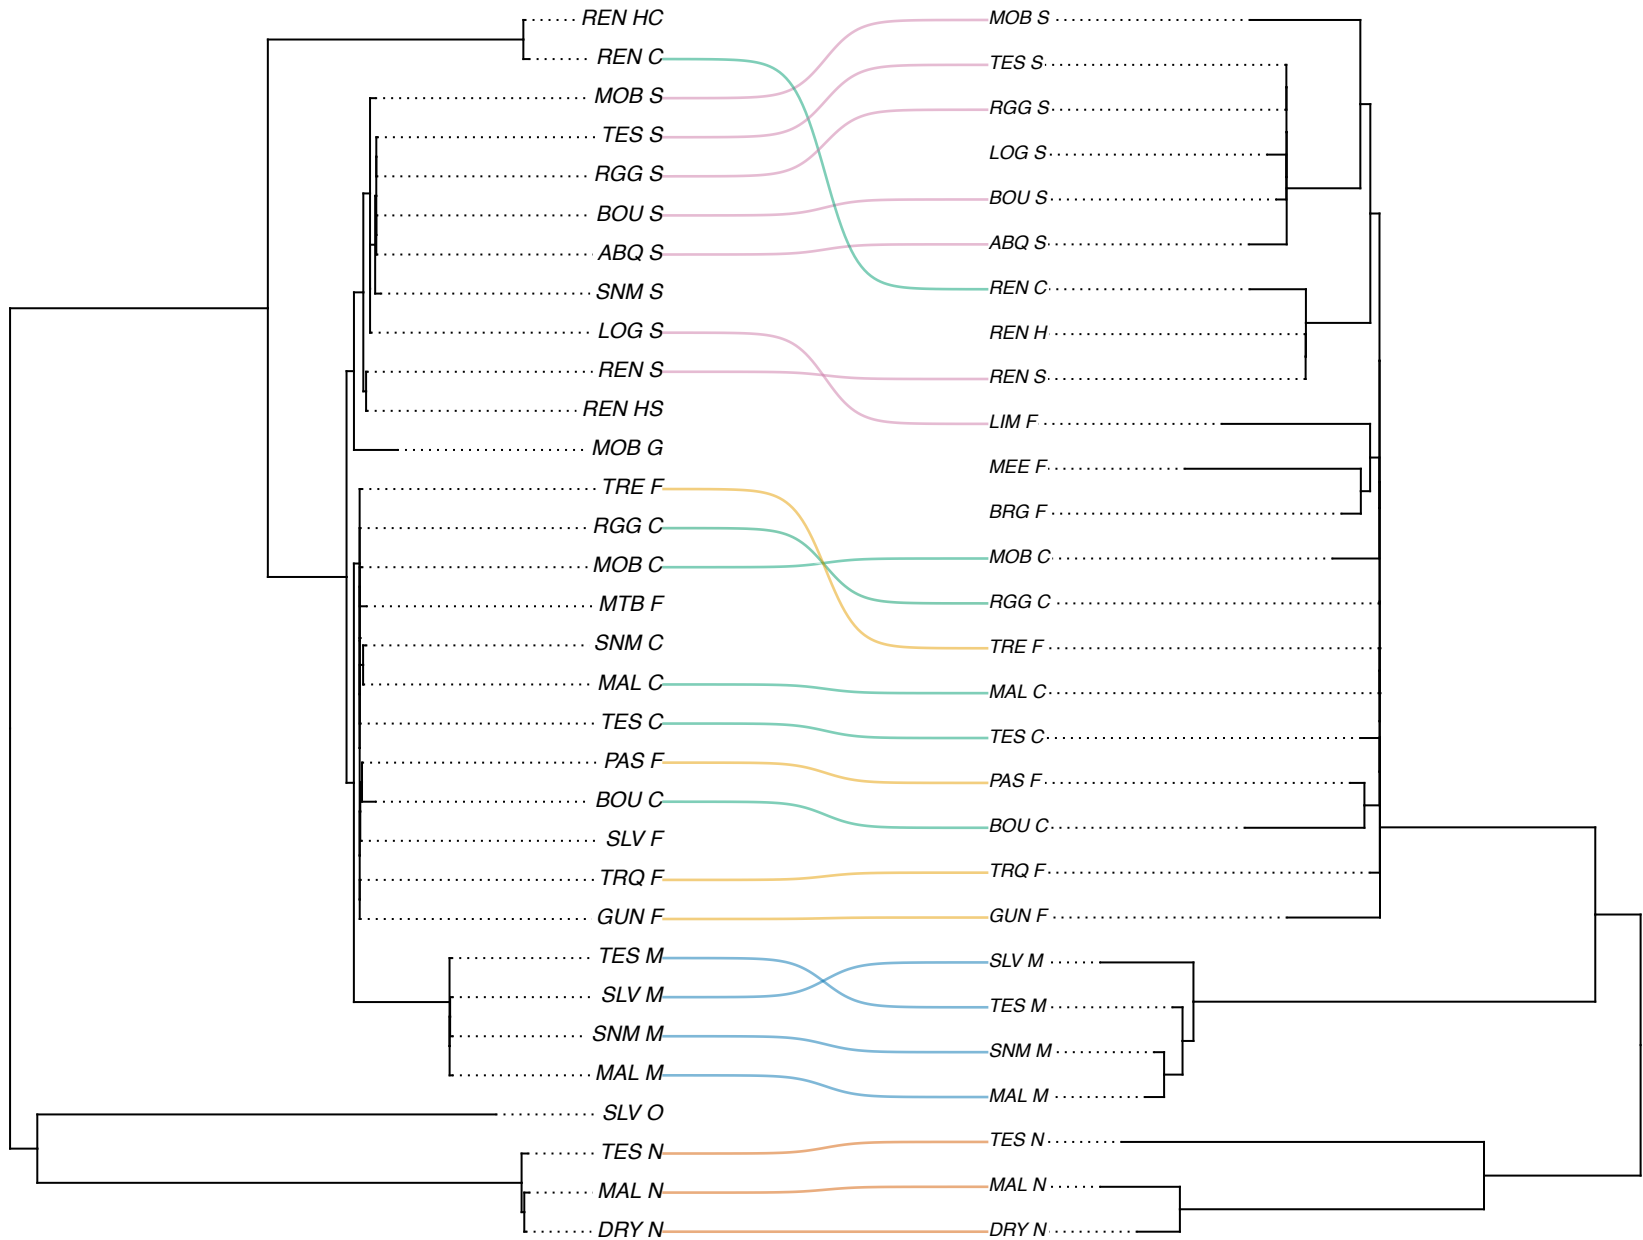 REN HC
REN C
MOB S
TES S
RGG S
BOU S
ABQ S
SNM S
LOG S
REN S
REN HS
MOB G
TRE F
RGG C
MOB C
MTB F
SNM C
MAL C
TES C
PAS F
BOU C
SLV F
TRQ F
GUN F
TES M
SLV M
SNM M
MAL M
SLV O
TES N
MAL N
DRY N
MOB S
TES S
RGG S
LOG S
BOU S
ABQ S
REN C
REN H
REN S
LIM F
MEE F
BRG F
MOB C
RGG C
TRE F
MAL C
TES C
PAS F
BOU C
TRQ F
GUN F
SLV M
TES M
SNM M
MAL M
TES N
MAL N
DRY N